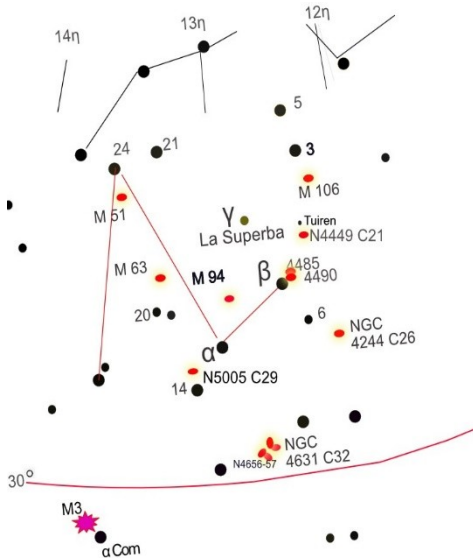 14η
13η
12η
5
24
21
3
M 51
M 106
γ
La Superba
Tuiren
N4449 C21
M 63
M 94
β
4485
4490
20
6
NGC
4244 C26
α
14
N5005 C29
NGC
4631 C32
N4656-57
30°
M3
α Com